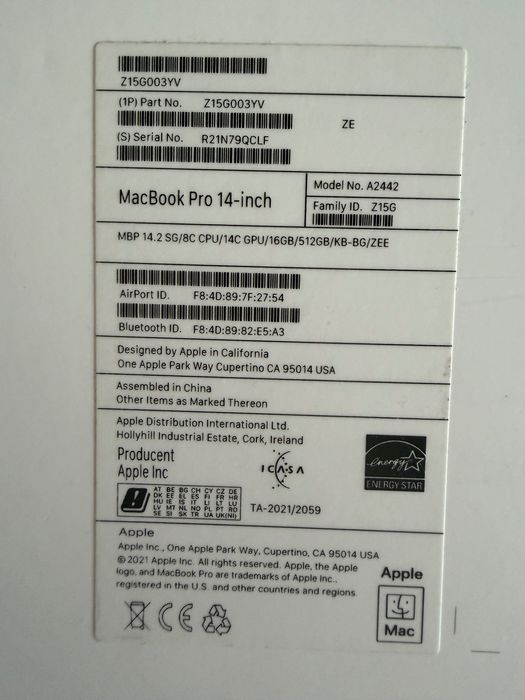 Z15G003YV
(1P) Part No. Z15G003YV
ZE
(S) Serial No. R21N79QCLF
MacBook Pro 14-inch
Model No. A2442
Family ID. Z15G
MBP 14.2 SG/8C CPU/14C GPU/16GB/512GB/KB-BG/ZEE
AirPort ID. F8:4D:89:7F:27:54
Bluetooth ID. F8:4D:89:82:E5:A3
Designed by Apple in California
One Apple Park Way Cupertino CA 95014 USA
Assembled in China
Other Items as Marked Thereon
Apple Distribution International Ltd.
Hollyhill Industrial Estate, Cork, Ireland
Producent
Apple Inc
ICASA
energy
ENERGY STAR
AT BE BG CH CY CZ DE
DK EE EL ES FI FR HR
HU IE IS IT LI LT LU
LV MT NL NO PL PT RO
SE SI SK TR UA UK(NI)
TA-2021/2059
Apple
Apple Inc., One Apple Park Way, Cupertino, CA 95014 USA
© 2021 Apple Inc. All rights reserved. Apple, the Apple
logo, and MacBook Pro are trademarks of Apple Inc.,
registered in the U.S. and other countries and regions.
CE
Apple
Mac